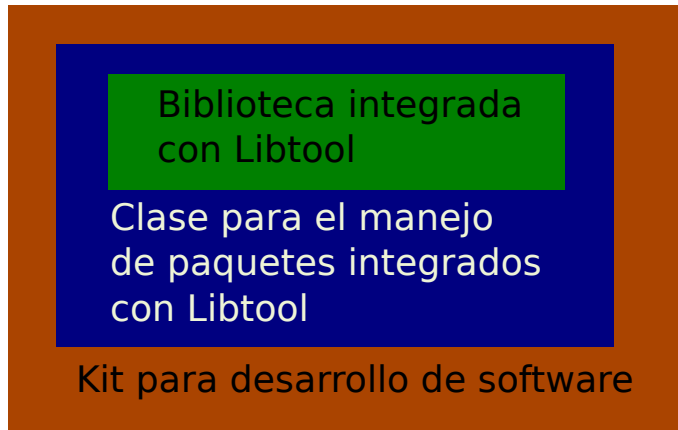 Biblioteca integrada
con Libtool
Clase para el manejo
de paquetes integrados
con Libtool
Kit para desarrollo de software